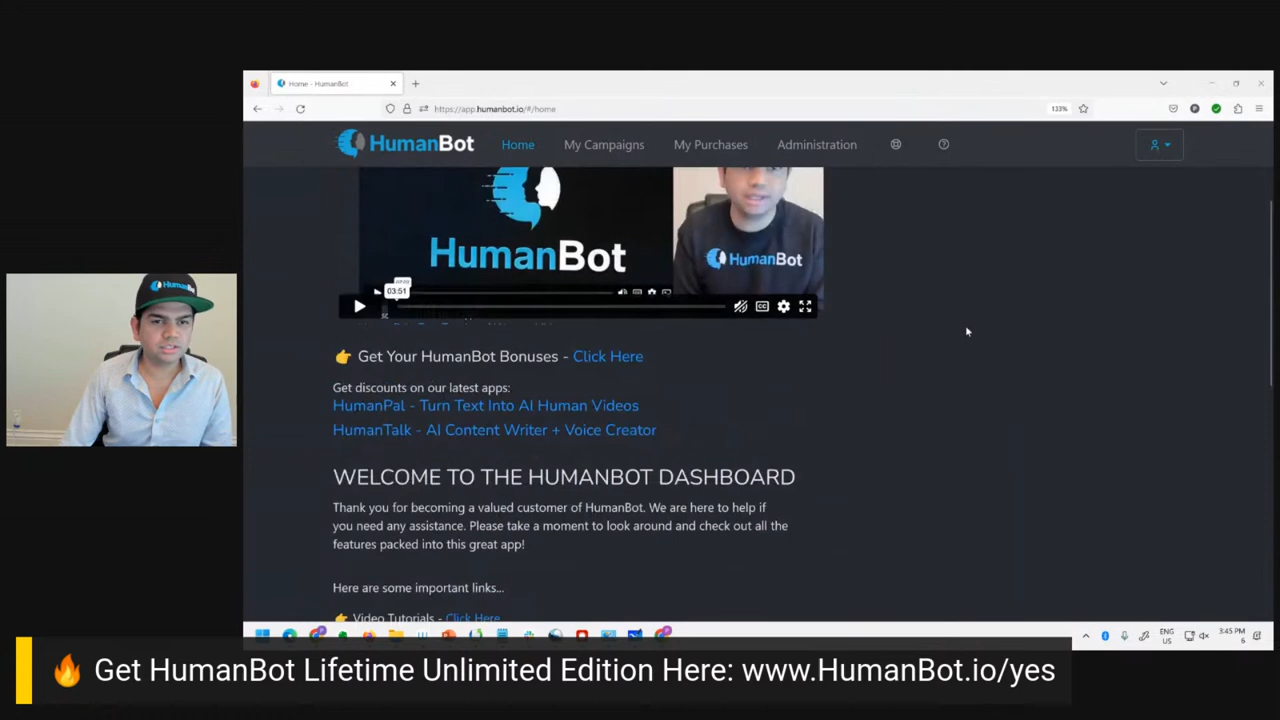 Home - HumanBot
https://app.humanbot.io/#/home
133%
HumanBot
Home
My Campaigns
My Purchases
Administration
HumanBot
HumanBot
03:51
CC
👉 Get Your HumanBot Bonuses - Click Here
Get discounts on our latest apps:
HumanPal - Turn Text Into AI Human Videos
HumanTalk - AI Content Writer + Voice Creator
WELCOME TO THE HUMANBOT DASHBOARD
Thank you for becoming a valued customer of HumanBot. We are here to help if
you need any assistance. Please take a moment to look around and check out all the
features packed into this great app!
Here are some important links...
👉 Video Tutorials - Click Here
ENG
US
3:45 PM
6
🔥 Get HumanBot Lifetime Unlimited Edition Here: www.HumanBot.io/yes